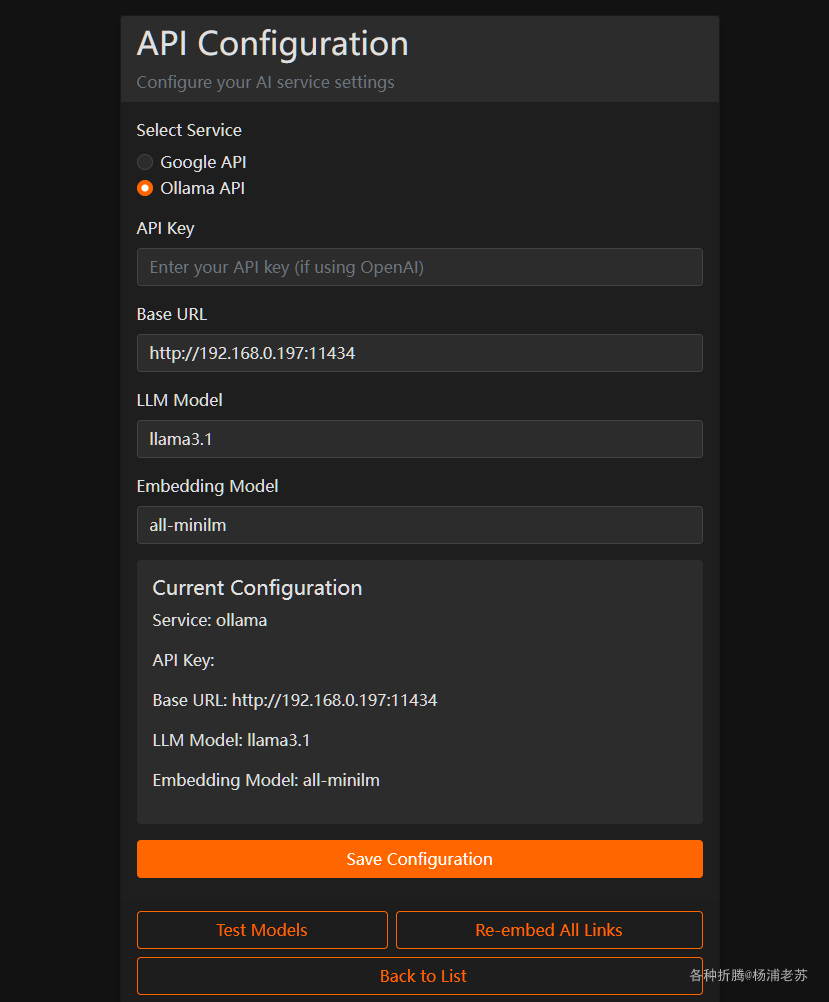 API Configuration
Configure your AI service settings
Select Service
Google API
Ollama API
API Key
Enter your API key (if using OpenAI)
Base URL
http://192.168.0.197:11434
LLM Model
llama3.1
Embedding Model
all-minilm
Current Configuration
Service: ollama
API Key:
Base URL: http://192.168.0.197:11434
LLM Model: llama3.1
Embedding Model: all-minilm
Save Configuration
Test Models
Re-embed All Links
Back to List
各种折腾@杨浦老苏